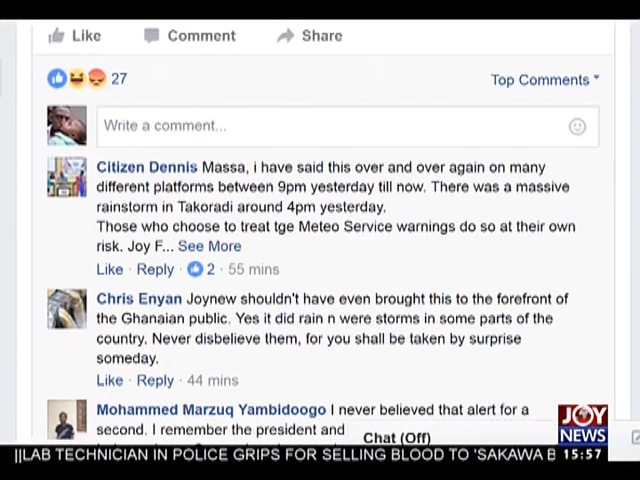 Like Comment Share
27 Top Comments
Write a comment...
Citizen Dennis Massa, i have said this over and over again on many
different platforms between 9pm yesterday till now. There was a massive
rainstorm in Takoradi around 4pm yesterday.
Those who choose to treat tge Meteo Service warnings do so at their own
risk. Joy F... See More
Like · Reply · 2 · 55 mins
Chris Enyan Joynew shouldn't have even brought this to the forefront of
the Ghanaian public. Yes it did rain n were storms in some parts of the
country. Never disbelieve them, for you shall be taken by surprise
someday.
Like · Reply · 44 mins
Mohammed Marzuq Yambidoogo I never believed that alert for a
second. I remember the president and
Chat (Off)
JOY
NEWS
||LAB TECHNICIAN IN POLICE GRIPS FOR SELLING BLOOD TO 'SAKAWA B 15:57